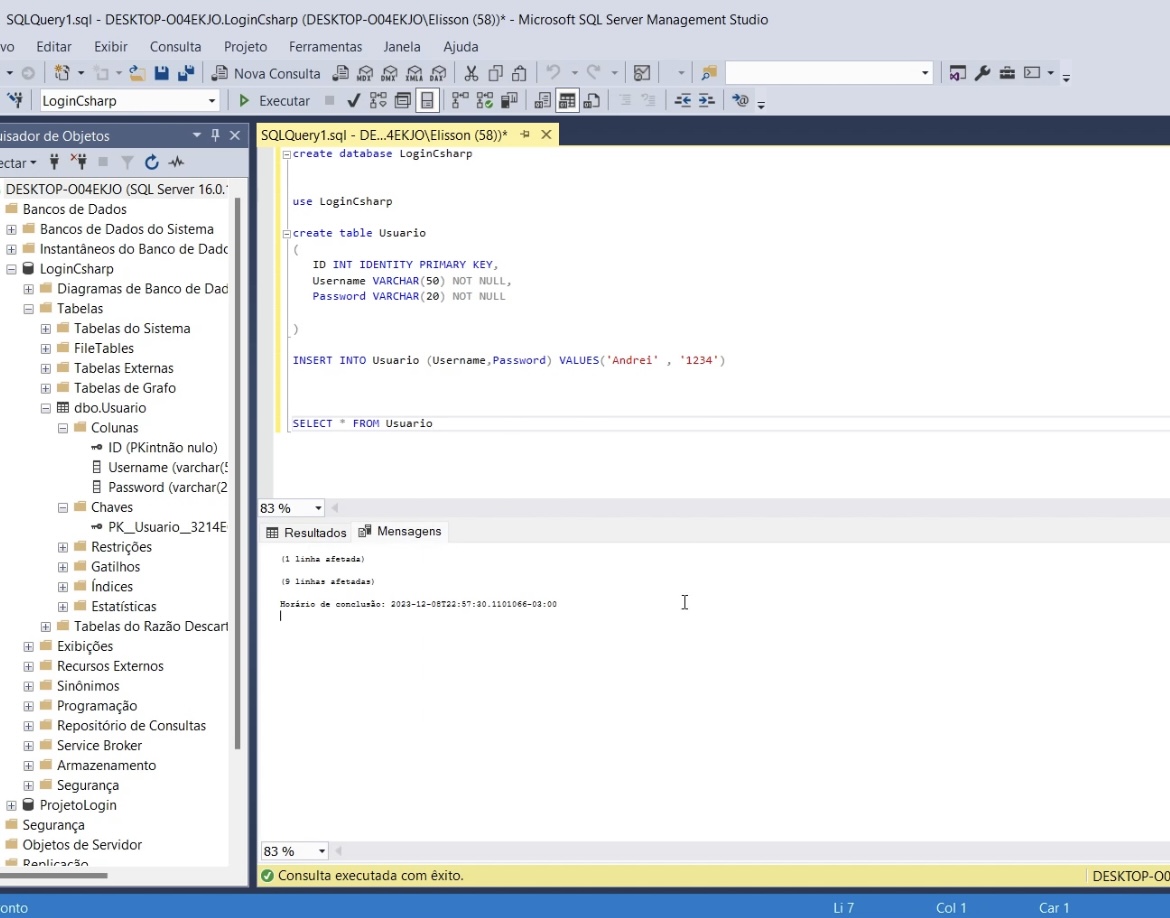 SQLQuery1.sql - DESKTOP-O04EKJO.LoginCsharp (DESKTOP-O04EKJO\Elisson (58))* - Microsoft SQL Server Management Studio
vo Editar Exibir Consulta Projeto Ferramentas Janela Ajuda
Nova Consulta MDX DMX XMLA DAX
LoginCsharp Executar
uisador de Objetos
ectar
DESKTOP-O04EKJO (SQL Server 16.0.1
Bancos de Dados
Bancos de Dados do Sistema
Instantâneos do Banco de Dado
LoginCsharp
Diagramas de Banco de Dad
Tabelas
Tabelas do Sistema
FileTables
Tabelas Externas
Tabelas de Grafo
dbo.Usuario
Colunas
ID (PKintnão nulo)
Username (varchar(5
Password (varchar(2
Chaves
PK__Usuario__3214E
Restrições
Gatilhos
Índices
Estatísticas
Tabelas do Razão Descart
Exibições
Recursos Externos
Sinônimos
Programação
Repositório de Consultas
Service Broker
Armazenamento
Segurança
ProjetoLogin
Segurança
Objetos de Servidor
Replicação
SQLQuery1.sql - DE...4EKJO\Elisson (58))*
create database LoginCsharp
use LoginCsharp
create table Usuario
(
ID INT IDENTITY PRIMARY KEY,
Username VARCHAR(50) NOT NULL,
Password VARCHAR(20) NOT NULL
)
INSERT INTO Usuario (Username,Password) VALUES('Andrei' , '1234')
SELECT * FROM Usuario
83 %
Resultados Mensagens
(1 linha afetada)
(9 linhas afetadas)
Horário de conclusão: 2023-12-08T22:57:30.1101066-03:00
83 %
Consulta executada com êxito. DESKTOP-O0
onto Li 7 Col 1 Car 1